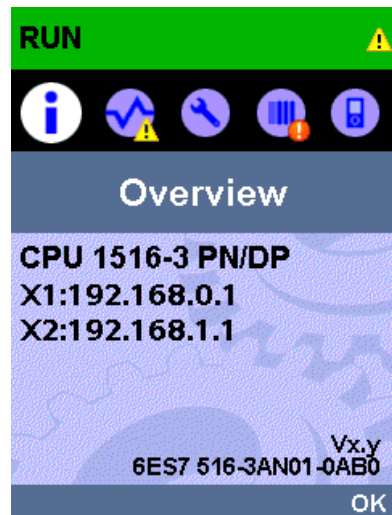 RUN
Overview
CPU 1516-3 PN/DP
X1:192.168.0.1
X2:192.168.1.1
Vx.y
6ES7 516-3AN01-0AB0
OK